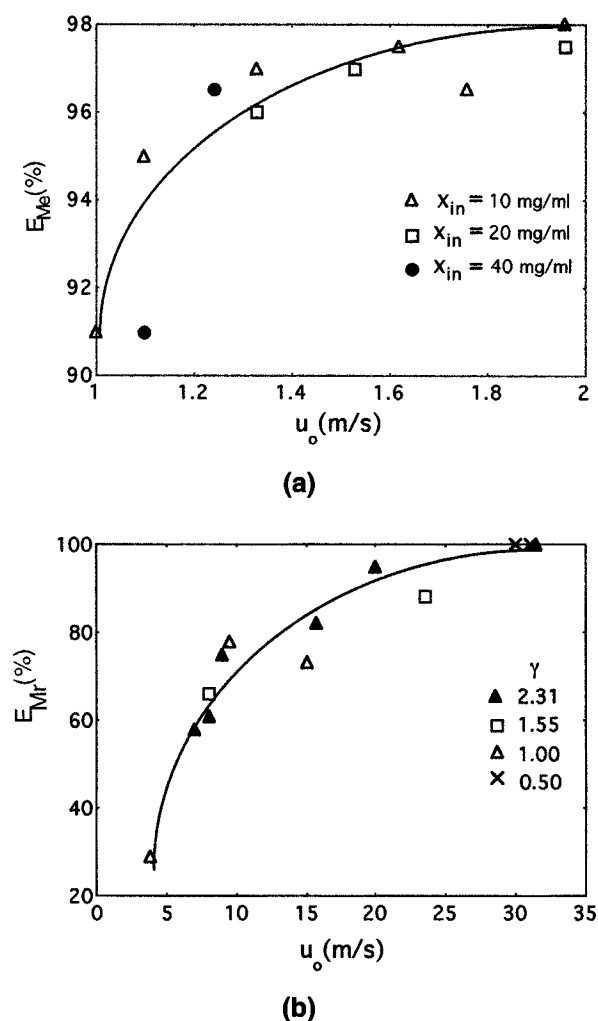 98
96
94
92
90
E_Me (%)
△ x_in = 10 mg/ml
□ x_in = 20 mg/ml
● x_in = 40 mg/ml
1 1.2 1.4 1.6 1.8 2
u_o (m/s)
(a)
100
80
60
40
20
E_Mr (%)
γ
▲ 2.31
□ 1.55
△ 1.00
× 0.50
0 5 10 15 20 25 30 35
u_o (m/s)
(b)